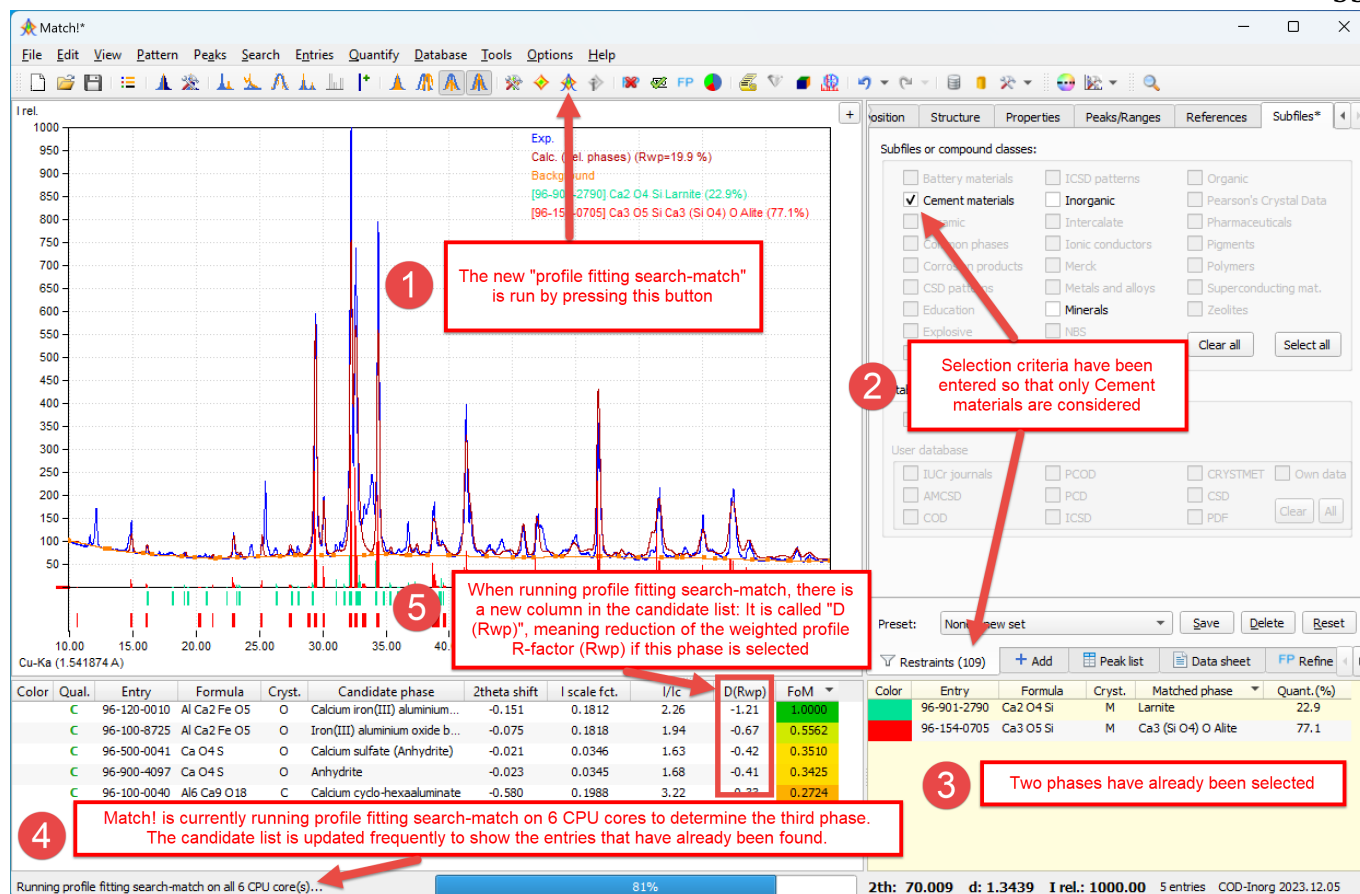 Match!*
File Edit View Pattern Peaks Search Entries Quantify Database Tools Options Help
FP
I rel.
1000
950
900
850
800
750
700
650
600
550
500
450
400
350
300
250
200
150
100
50
Exp.
Calc. (sel. phases) (Rwp=19.9 %)
Background
[96-901-2790] Ca2 O4 Si Larnite (22.9%)
[96-154-0705] Ca3 O5 Si Ca3 (Si O4) O Alite (77.1%)
1
The new "profile fitting search-match"
is run by pressing this button
10.00 15.00 20.00 25.00 30.00 35.00 40.
Cu-Ka (1.541874 A)
5
When running profile fitting search-match, there is
a new column in the candidate list: It is called "D
(Rwp)", meaning reduction of the weighted profile
R-factor (Rwp) if this phase is selected
+
osition Structure Properties Peaks/Ranges References Subfiles*
Subfiles or compound classes:
Battery materials ICSD patterns Organic
Cement materials Inorganic Pearson's Crystal Data
Intercalate Pharmaceuticals
Common phases Ionic conductors Pigments
Corrosion products Merck Polymers
CSD patterns Metals and alloys Superconducting mat.
Education Minerals Zeolites
Explosive NBS
Clear all Select all
2
Selection criteria have been
entered so that only Cement
materials are considered
User database
IUCr journals PCOD CRYSTMET Own data
AMCSD PCD CSD
COD ICSD PDF Clear All
Preset: new set Save Delete Reset
Restraints (109) + Add Peak list Data sheet FP Refine
Color Qual. Entry Formula Cryst. Candidate phase 2theta shift I scale fct. I/Ic D(Rwp) FoM
C 96-120-0010 Al Ca2 Fe O5 O Calcium iron(III) aluminium... -0.151 0.1812 2.26 -1.21 1.0000
C 96-100-8725 Al Ca2 Fe O5 O Iron(III) aluminium oxide b... -0.075 0.1818 1.94 -0.67 0.5562
C 96-500-0041 Ca O4 S O Calcium sulfate (Anhydrite) -0.021 0.0346 1.63 -0.42 0.3510
C 96-900-4097 Ca O4 S O Anhydrite -0.023 0.0345 1.68 -0.41 0.3425
C 96-100-0040 Al6 Ca9 O18 C Calcium cyclo-hexaaluminate -0.580 0.1988 3.22 0.2724
4
Match! is currently running profile fitting search-match on 6 CPU cores to determine the third phase.
The candidate list is updated frequently to show the entries that have already been found.
Color Entry Formula Cryst. Matched phase Quant.(%)
96-901-2790 Ca2 O4 Si M Larnite 22.9
96-154-0705 Ca3 O5 Si M Ca3 (Si O4) O Alite 77.1
3
Two phases have already been selected
Running profile fitting search-match on all 6 CPU core(s)... 81% 2th: 70.009 d: 1.3439 I rel.: 1000.00 5 entries COD-Inorg 2023.12.05